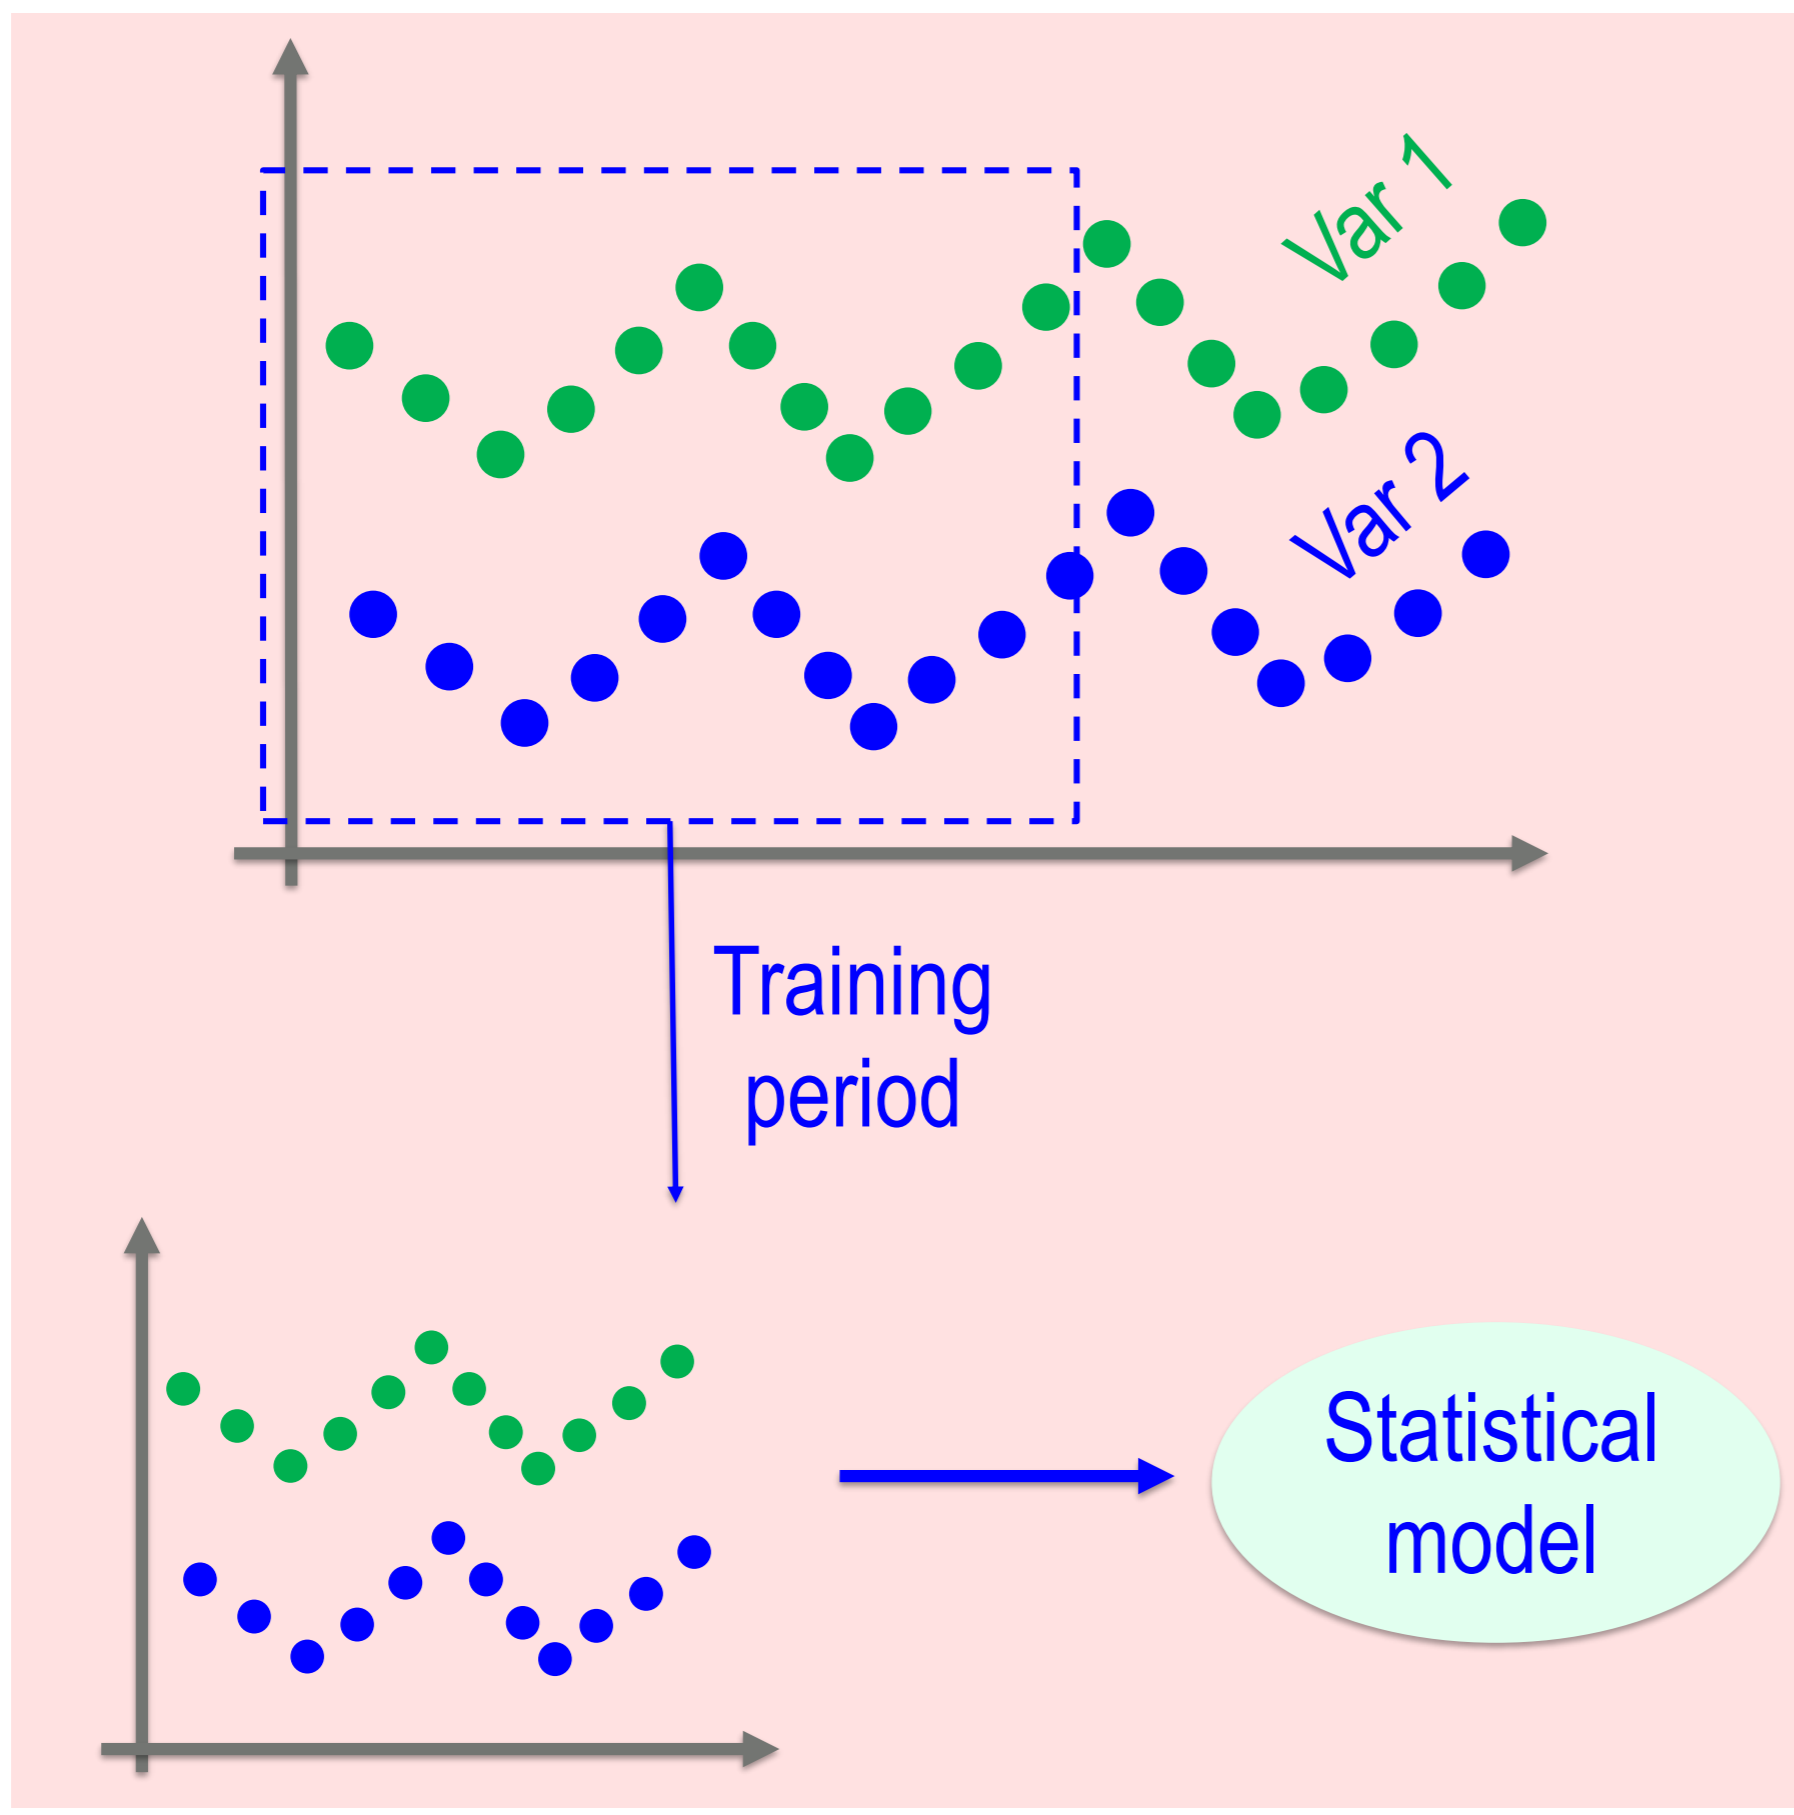 Var 1
Var 2
Training
period
Statistical
model